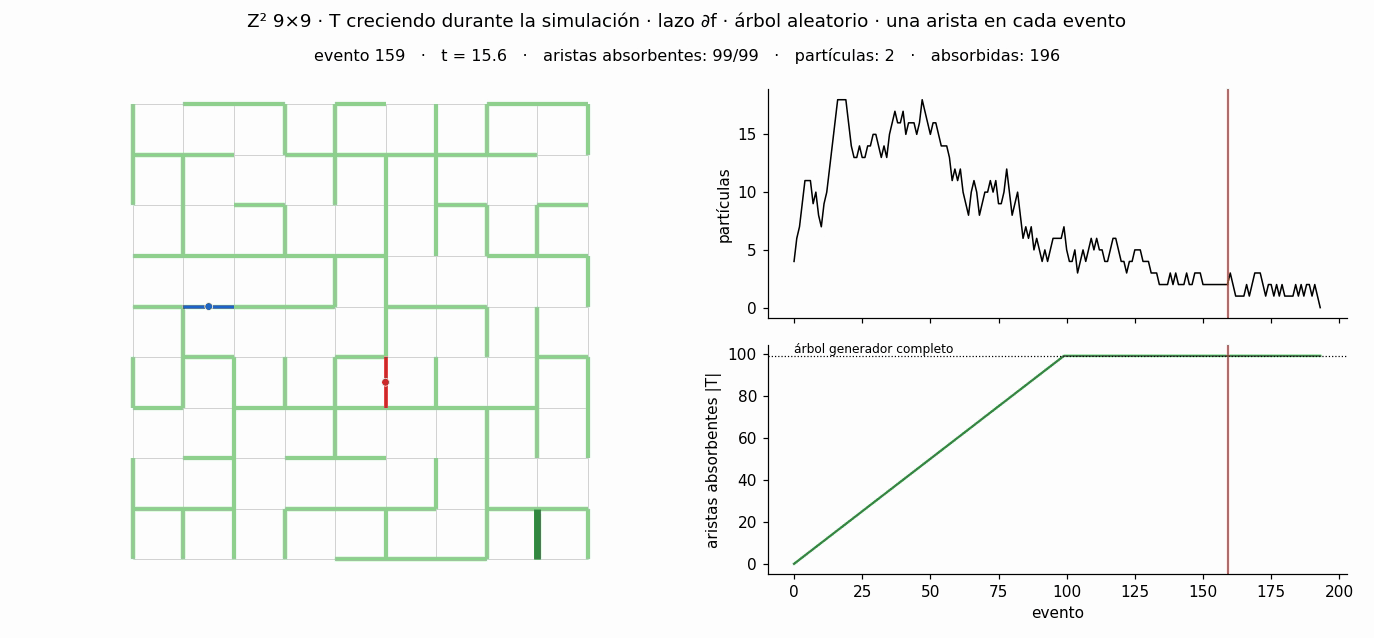 Z² 9×9 · T creciendo durante la simulación · lazo ∂f · árbol aleatorio · una arista en cada evento
evento 159 · t = 15.6 · aristas absorbentes: 99/99 · partículas: 2 · absorbidas: 196
partículas
15
10
5
0
aristas absorbentes |T|
árbol generador completo
100
80
60
40
20
0
0 25 50 75 100 125 150 175 200
evento